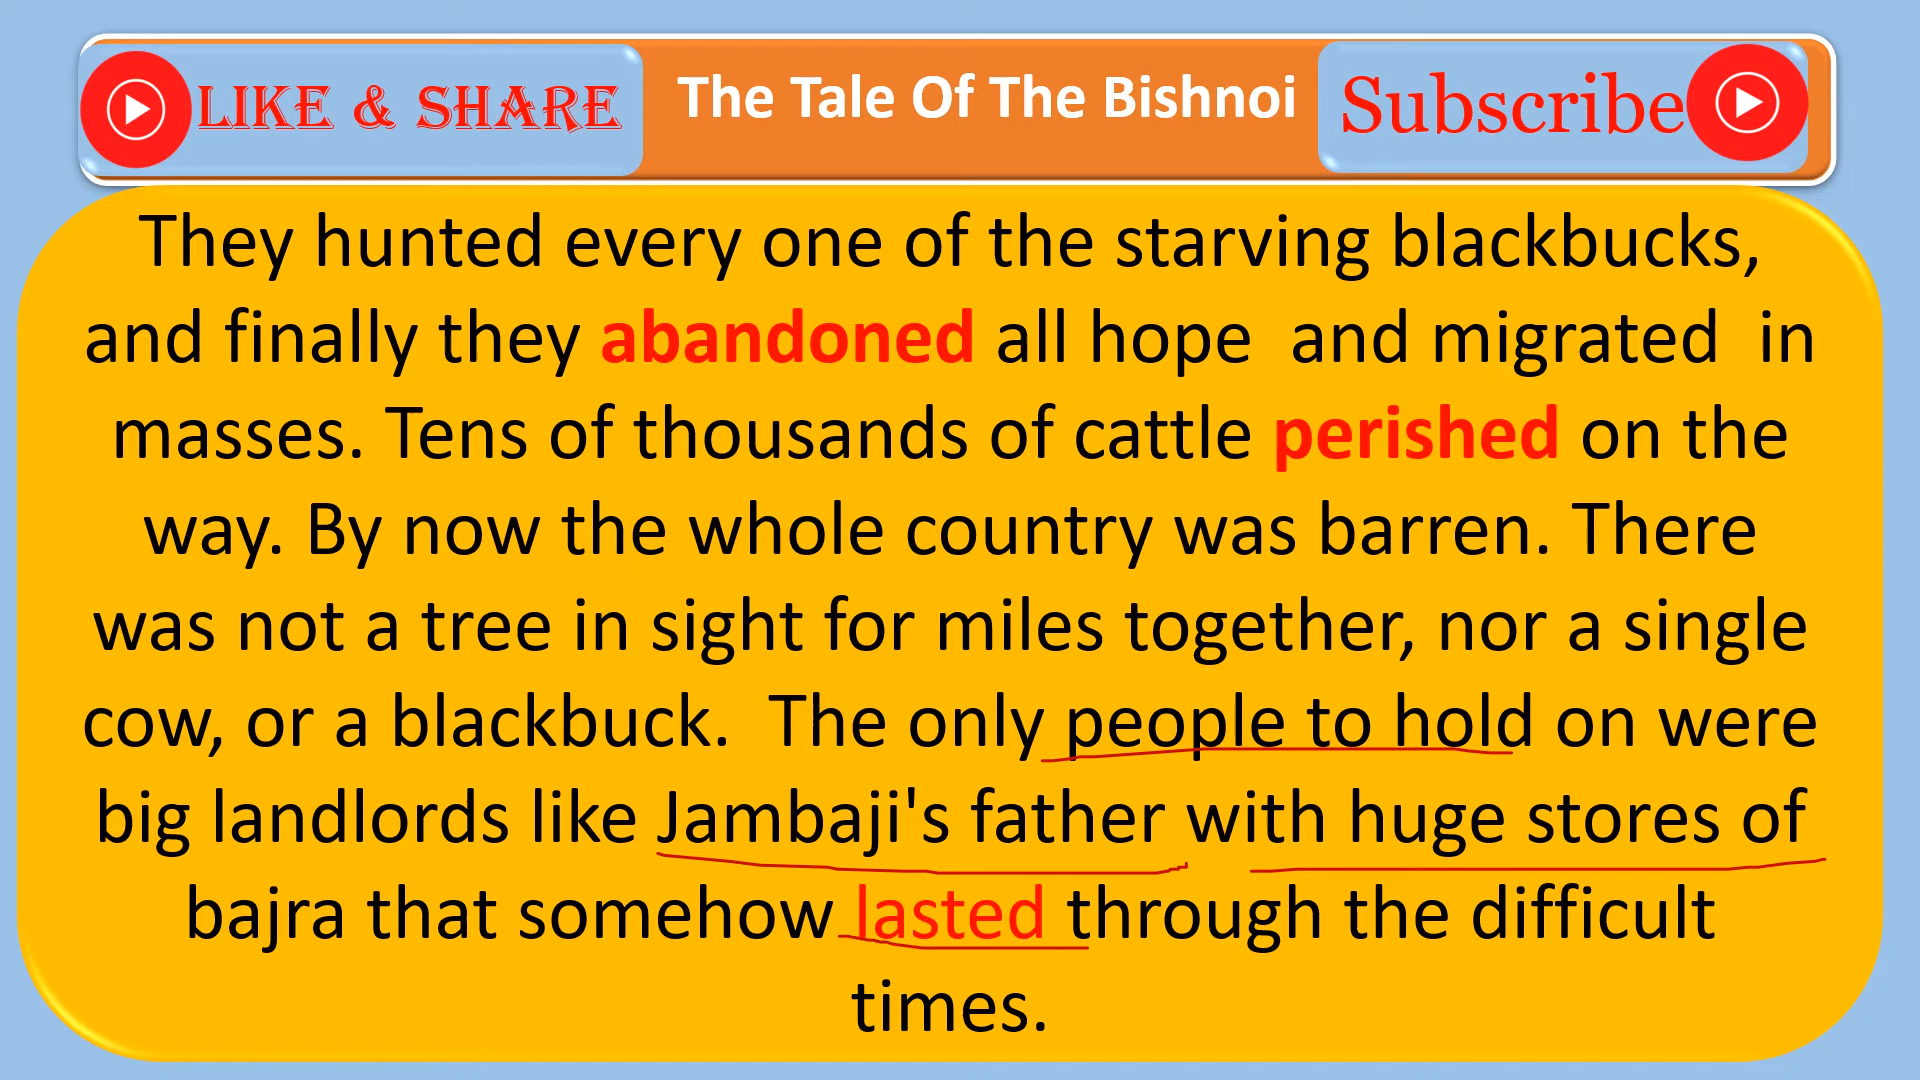 LIKE & SHARE
The Tale Of The Bishnoi
Subscribe
They hunted every one of the starving blackbucks,
and finally they abandoned all hope  and migrated  in
masses. Tens of thousands of cattle perished on the
way. By now the whole country was barren. There
was not a tree in sight for miles together, nor a single
cow, or a blackbuck.  The only people to hold on were
big landlords like Jambaji's father with huge stores of
bajra that somehow lasted through the difficult
times.